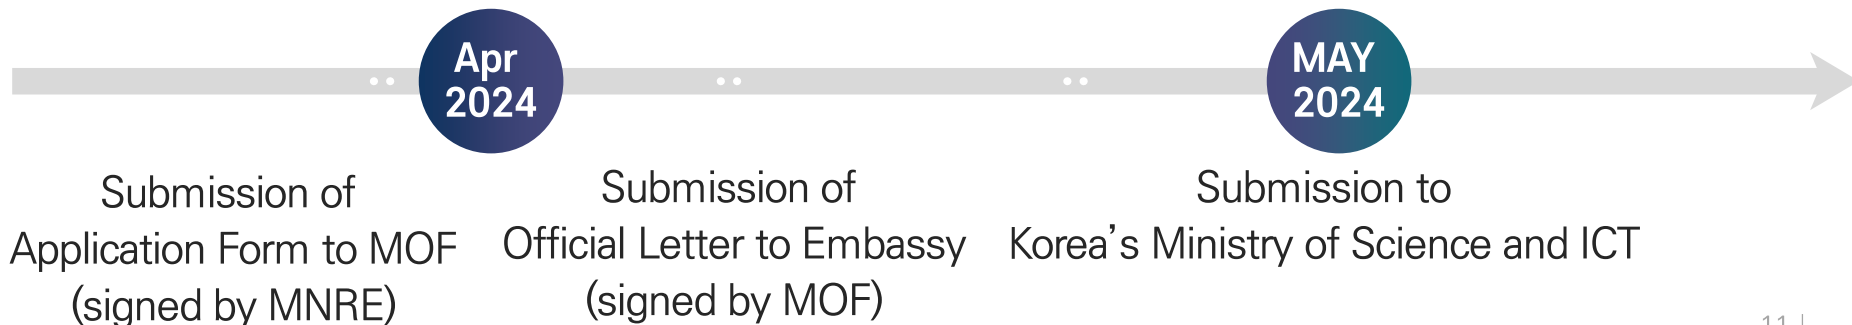 Apr
2024
MAY
2024
Submission of
Application Form to MOF
(signed by MNRE)
Submission of
Official Letter to Embassy
(signed by MOF)
Submission to
Korea's Ministry of Science and ICT
11 |